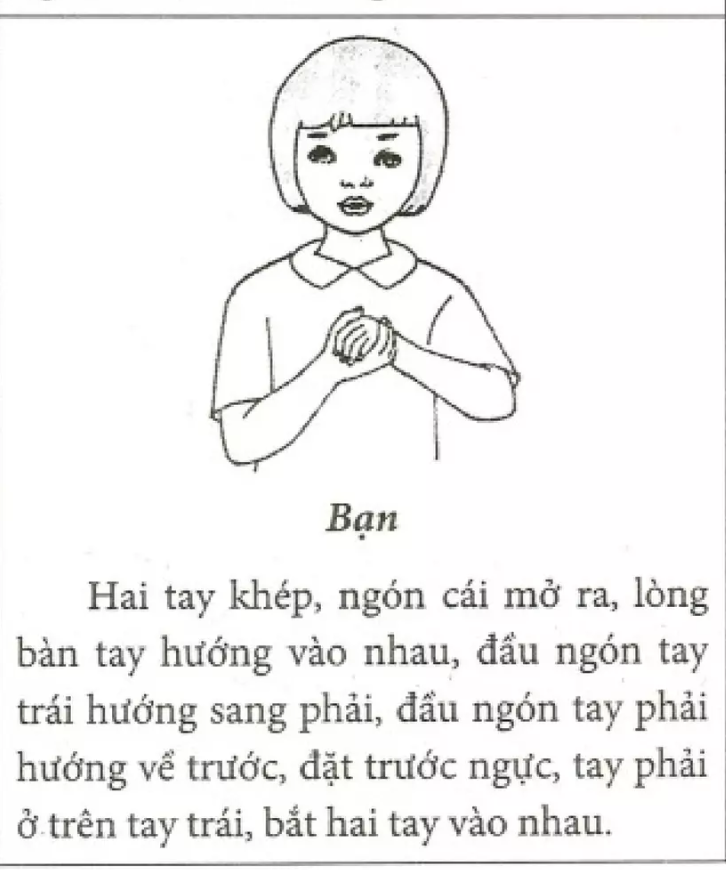 Bạn
Hai tay khép, ngón cái mở ra, lòng
bàn tay hướng vào nhau, đầu ngón tay
trái hướng sang phải, đầu ngón tay phải
hướng về trước, đặt trước ngực, tay phải
ở trên tay trái, bắt hai tay vào nhau.